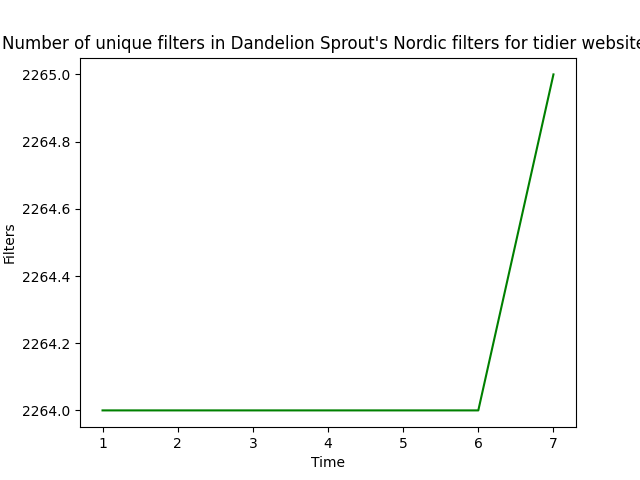 Number of unique filters in Dandelion Sprout's Nordic filters for tidier website
2265.0
2264.8
2264.6
2264.4
2264.2
2264.0
Filters
1 2 3 4 5 6 7
Time